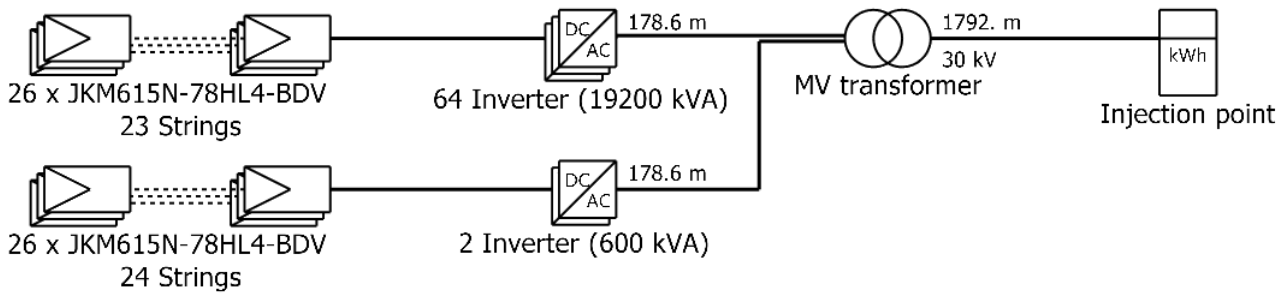 DC
AC
178.6 m
1792. m
30 kV
kWh
26 x JKM615N-78HL4-BDV
23 Strings
64 Inverter (19200 kVA)
MV transformer
Injection point
DC
AC
178.6 m
26 x JKM615N-78HL4-BDV
24 Strings
2 Inverter (600 kVA)